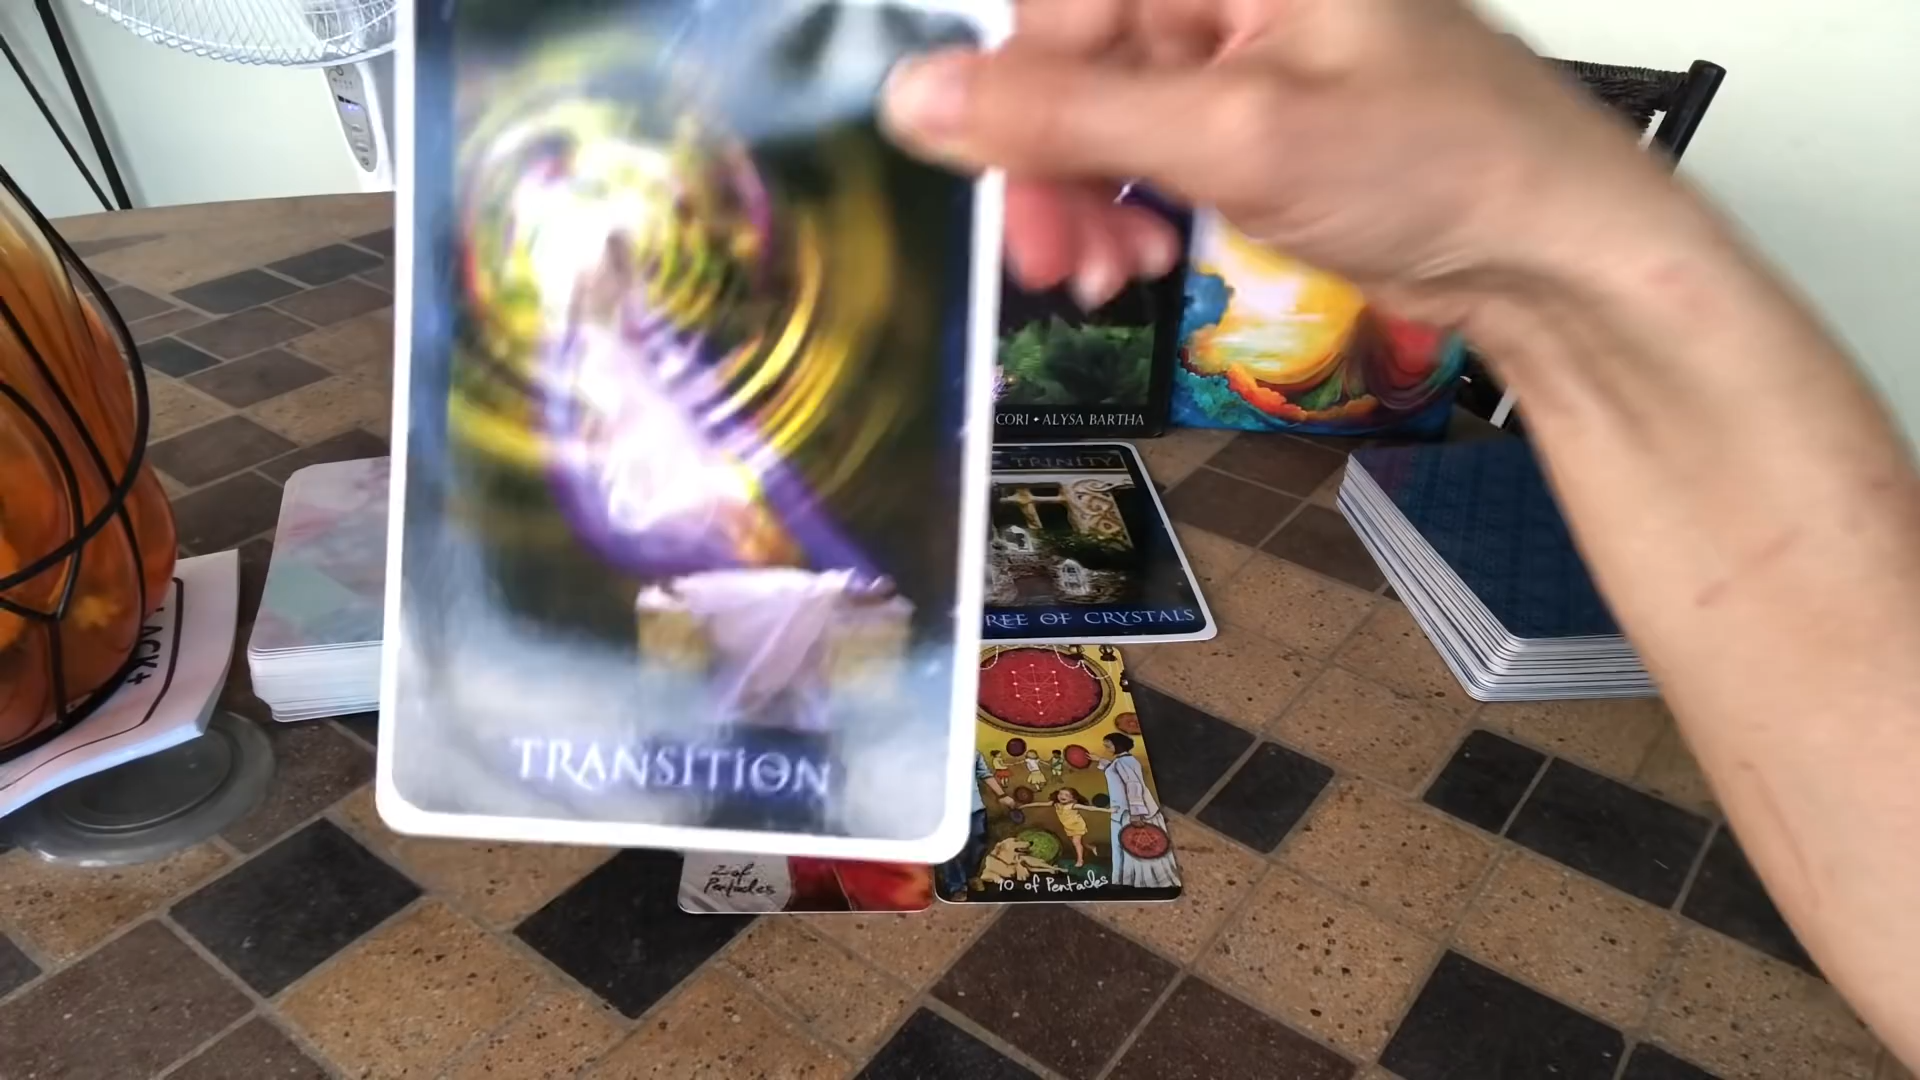 CORI • ALYSA BARTHA
TRINITY
REE OF CRYSTALS
TRANSITION
2 of
Pentacles
10 of Pentacles